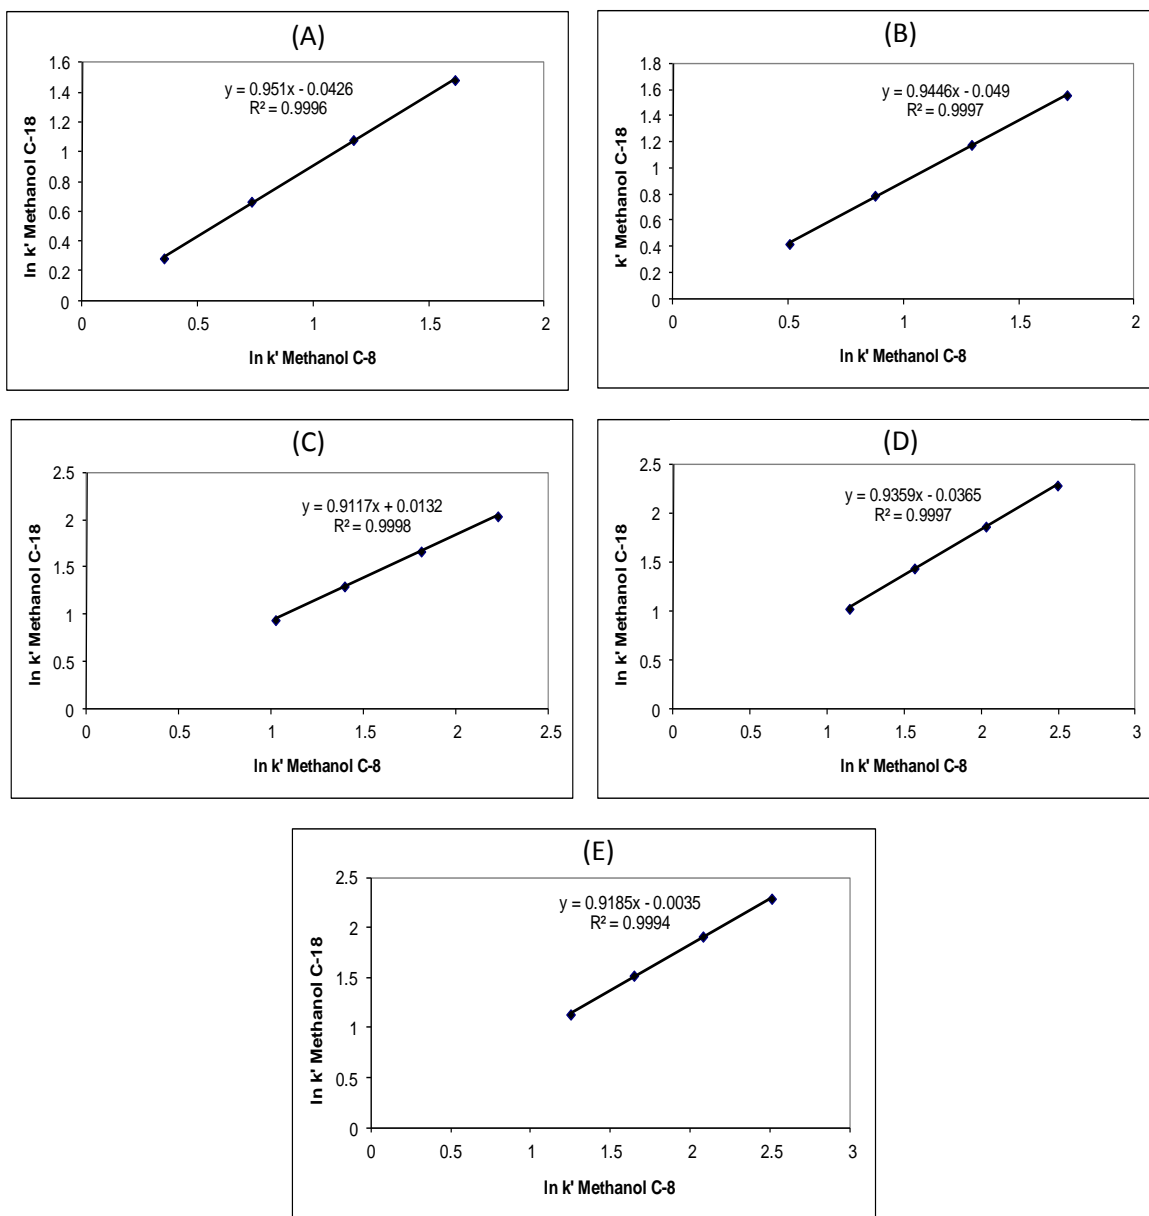 (A)
y = 0.951x - 0.0426
R² = 0.9996
ln k' Methanol C-18
1.6
1.4
1.2
1
0.8
0.6
0.4
0.2
0
0 0.5 1 1.5 2
ln k' Methanol C-8
(B)
y = 0.9446x - 0.049
R² = 0.9997
k' Methanol C-18
1.8
1.6
1.4
1.2
1
0.8
0.6
0.4
0.2
0
0 0.5 1 1.5 2
ln k' Methanol C-8
(C)
y = 0.9117x + 0.0132
R² = 0.9998
ln k' Methanol C-18
2.5
2
1.5
1
0.5
0
0 0.5 1 1.5 2 2.5
ln k' Methanol C-8
(D)
y = 0.9359x - 0.0365
R² = 0.9997
ln k' Methanol C-18
2.5
2
1.5
1
0.5
0
0 0.5 1 1.5 2 2.5 3
ln k' Methanol C-8
(E)
y = 0.9185x - 0.0035
R² = 0.9994
ln k' Methanol C-18
2.5
2
1.5
1
0.5
0
0 0.5 1 1.5 2 2.5 3
ln k' Methanol C-8